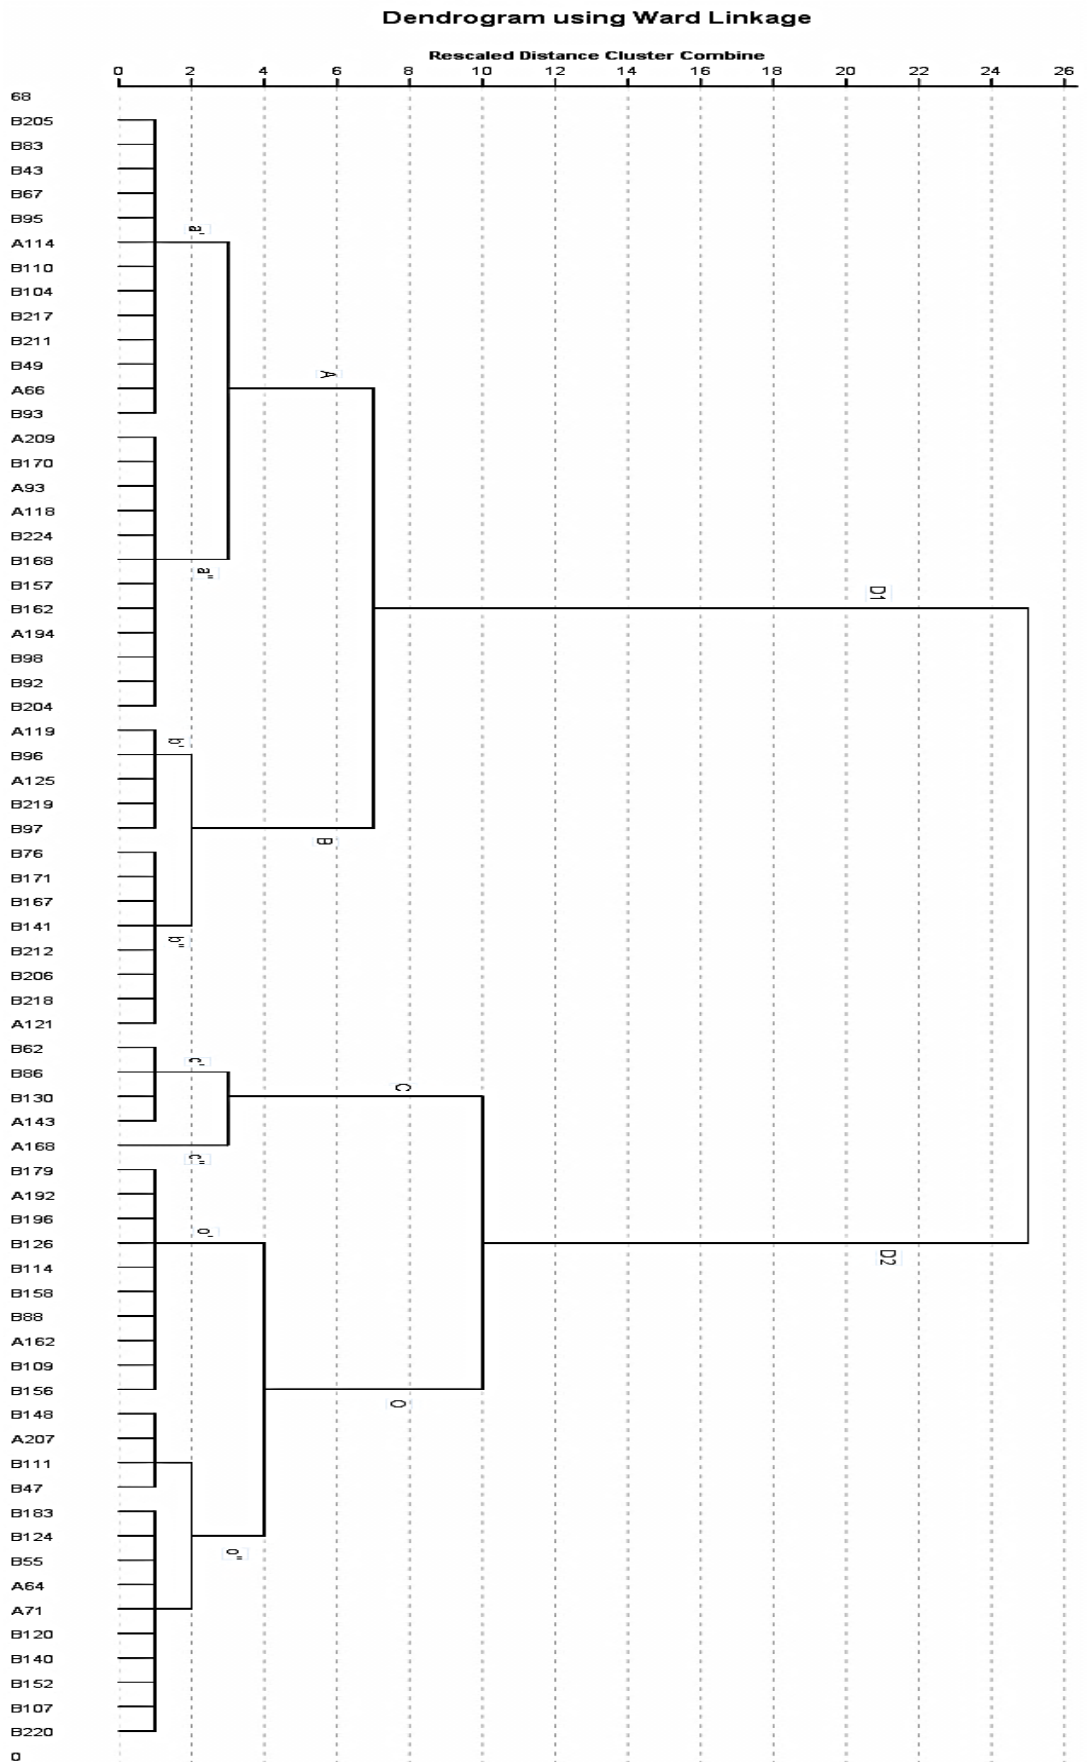 Dendrogram using Ward Linkage
Rescaled Distance Cluster Combine
0 2 4 6 8 10 12 14 16 18 20 22 24 26
68
B205
B83
B43
B67
B95
a'
A114
B110
B104
B217
B211
B49
A
A66
B93
A209
B170
A93
A118
B224
B168
a"
B157
D1
B162
A194
B98
B92
B204
A119
b'
B96
A125
B219
B97
B
B76
B171
B167
B141
b"
B212
B206
B218
A121
B62
c'
B86
C
B130
A143
A168
c"
B179
A192
B196
o'
B126
D2
B114
B158
B88
A162
B109
B156
O
B148
A207
B111
B47
B183
B124
o"
B55
A64
A71
B120
B140
B152
B107
B220
0